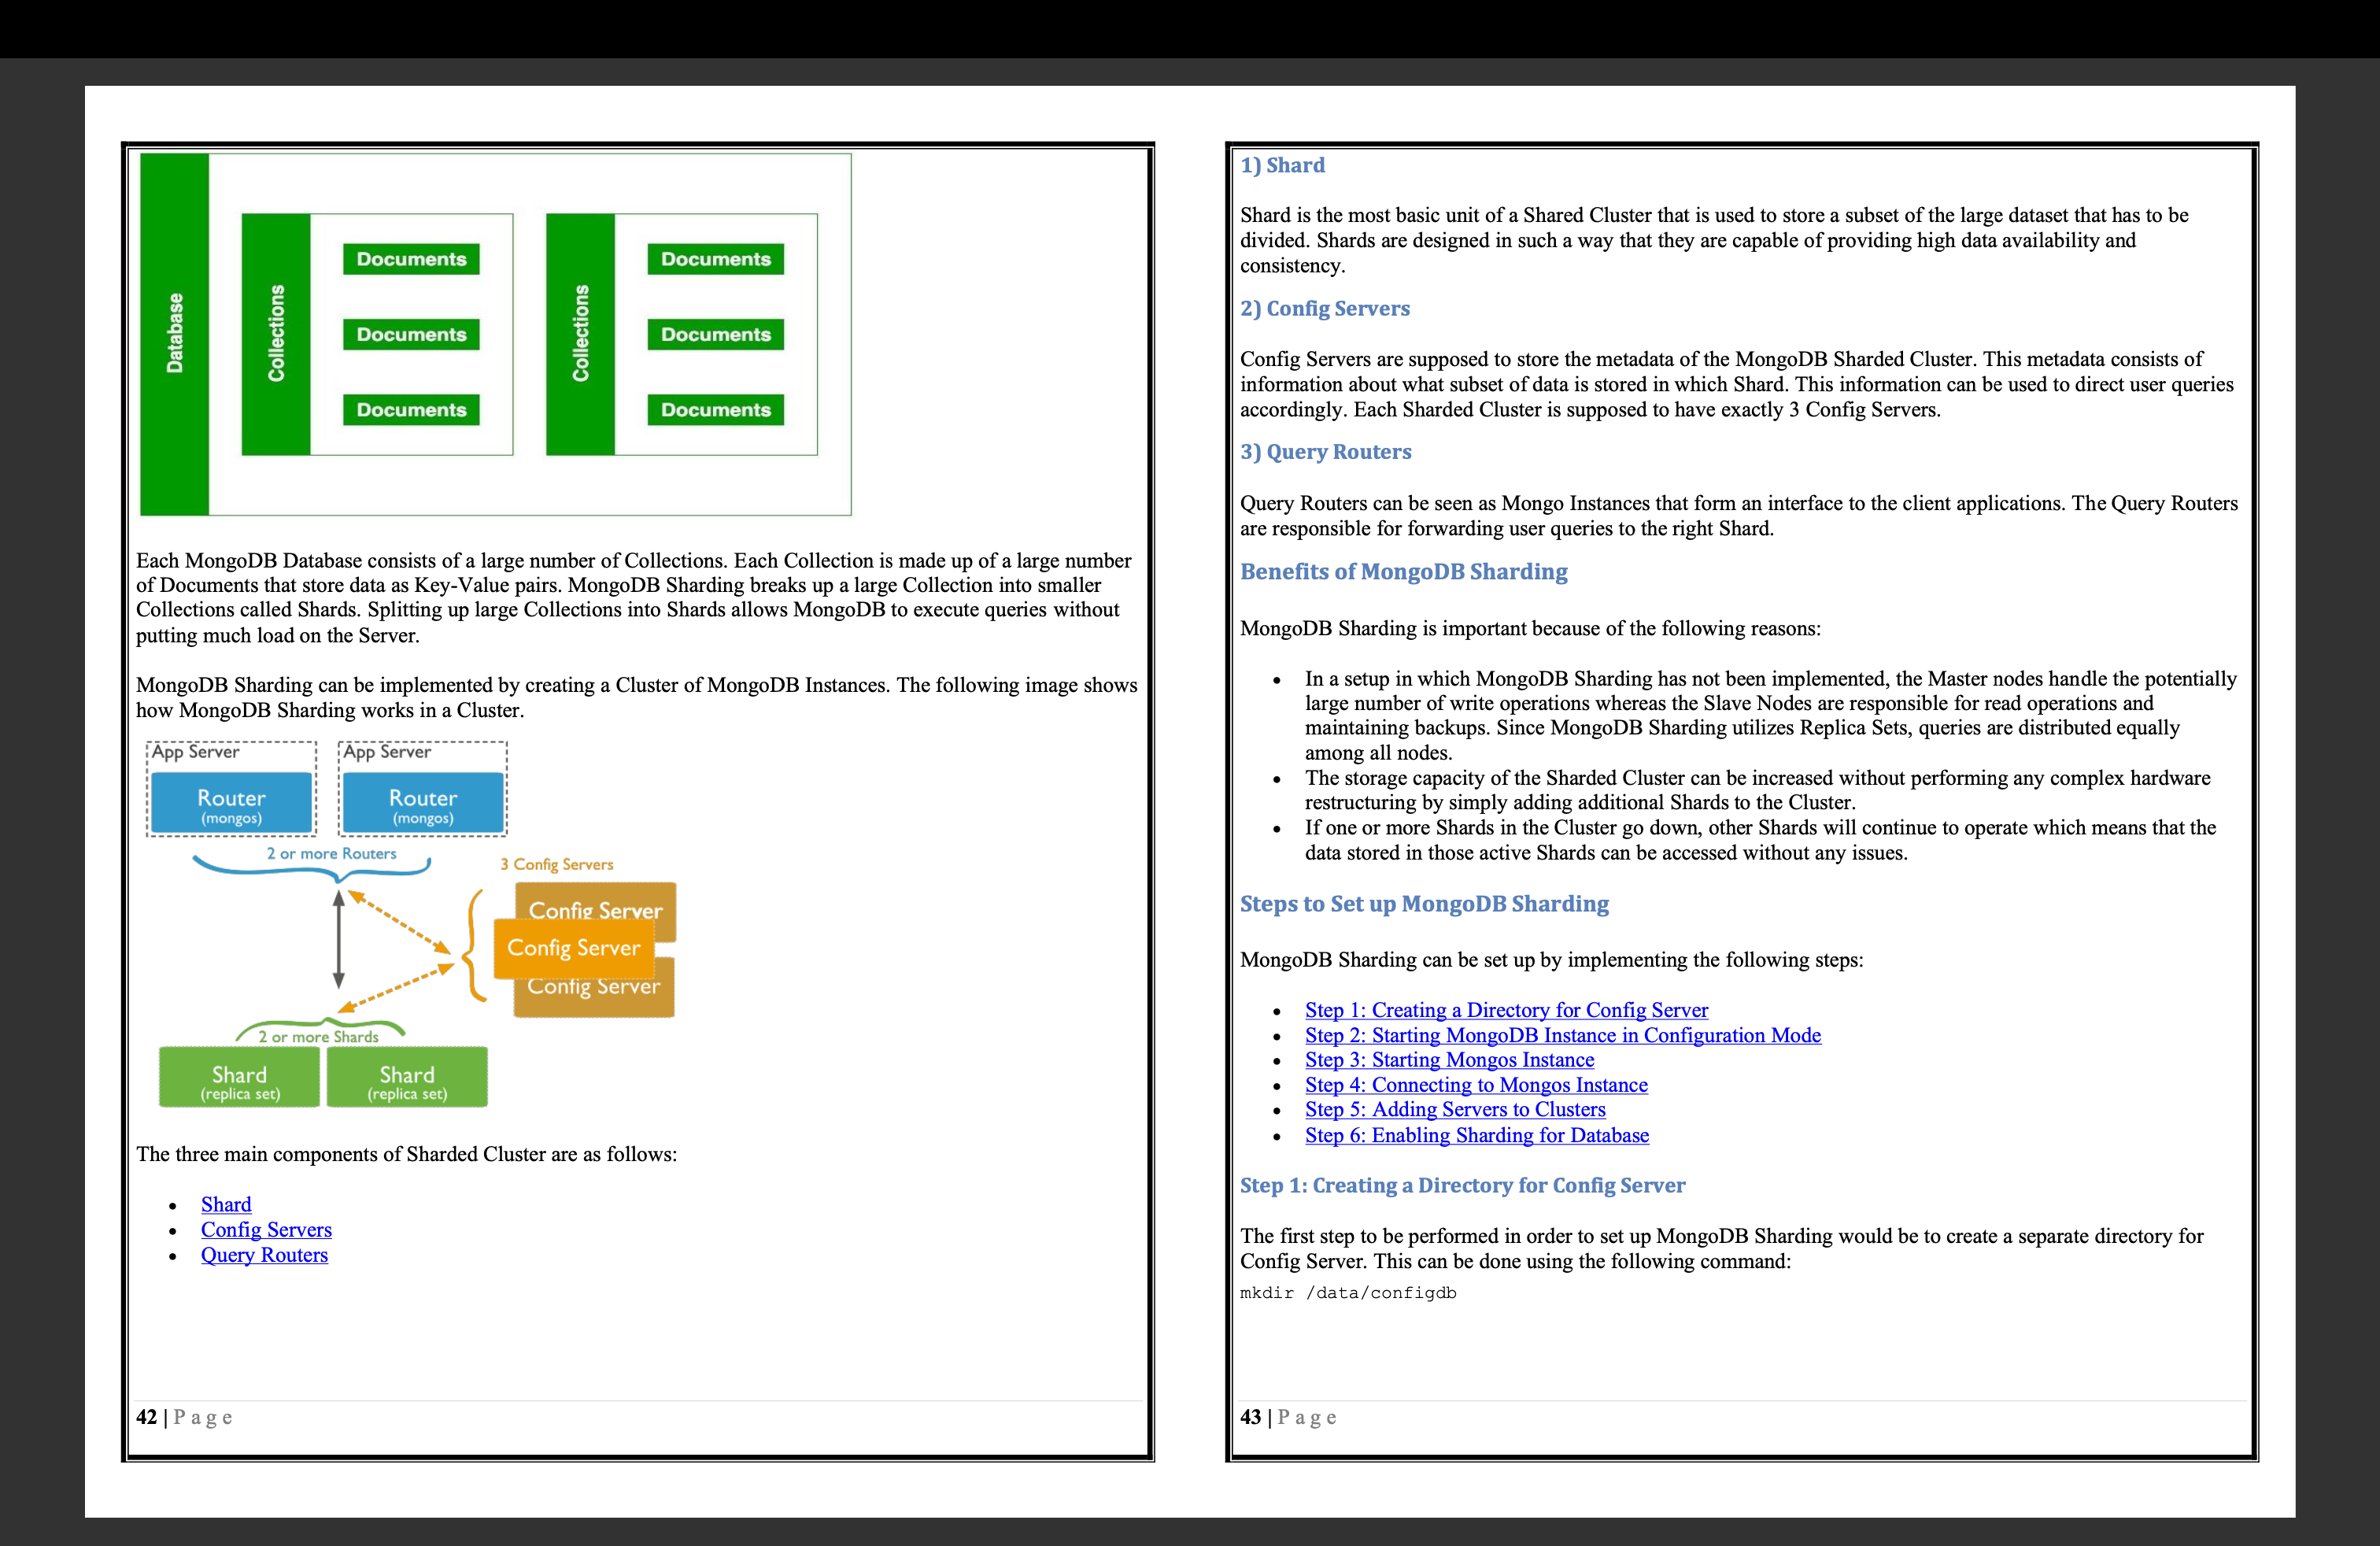 Database
Collections
Documents
Documents
Documents
Collections
Documents
Documents
Documents
Each MongoDB Database consists of a large number of Collections. Each Collection is made up of a large number
of Documents that store data as Key-Value pairs. MongoDB Sharding breaks up a large Collection into smaller
Collections called Shards. Splitting up large Collections into Shards allows MongoDB to execute queries without
putting much load on the Server.
MongoDB Sharding can be implemented by creating a Cluster of MongoDB Instances. The following image shows
how MongoDB Sharding works in a Cluster.
App Server
Router
(mongos)
App Server
Router
(mongos)
2 or more Routers
3 Config Servers
Config Server
Config Server
Config Server
2 or more Shards
Shard
(replica set)
Shard
(replica set)
The three main components of Sharded Cluster are as follows:
• Shard
• Config Servers
• Query Routers
42 | Page
1) Shard
Shard is the most basic unit of a Shared Cluster that is used to store a subset of the large dataset that has to be
divided. Shards are designed in such a way that they are capable of providing high data availability and
consistency.
2) Config Servers
Config Servers are supposed to store the metadata of the MongoDB Sharded Cluster. This metadata consists of
information about what subset of data is stored in which Shard. This information can be used to direct user queries
accordingly. Each Sharded Cluster is supposed to have exactly 3 Config Servers.
3) Query Routers
Query Routers can be seen as Mongo Instances that form an interface to the client applications. The Query Routers
are responsible for forwarding user queries to the right Shard.
Benefits of MongoDB Sharding
MongoDB Sharding is important because of the following reasons:
• In a setup in which MongoDB Sharding has not been implemented, the Master nodes handle the potentially
large number of write operations whereas the Slave Nodes are responsible for read operations and
maintaining backups. Since MongoDB Sharding utilizes Replica Sets, queries are distributed equally
among all nodes.
• The storage capacity of the Sharded Cluster can be increased without performing any complex hardware
restructuring by simply adding additional Shards to the Cluster.
• If one or more Shards in the Cluster go down, other Shards will continue to operate which means that the
data stored in those active Shards can be accessed without any issues.
Steps to Set up MongoDB Sharding
MongoDB Sharding can be set up by implementing the following steps:
• Step 1: Creating a Directory for Config Server
• Step 2: Starting MongoDB Instance in Configuration Mode
• Step 3: Starting Mongos Instance
• Step 4: Connecting to Mongos Instance
• Step 5: Adding Servers to Clusters
• Step 6: Enabling Sharding for Database
Step 1: Creating a Directory for Config Server
The first step to be performed in order to set up MongoDB Sharding would be to create a separate directory for
Config Server. This can be done using the following command:
mkdir /data/configdb
43 | Page